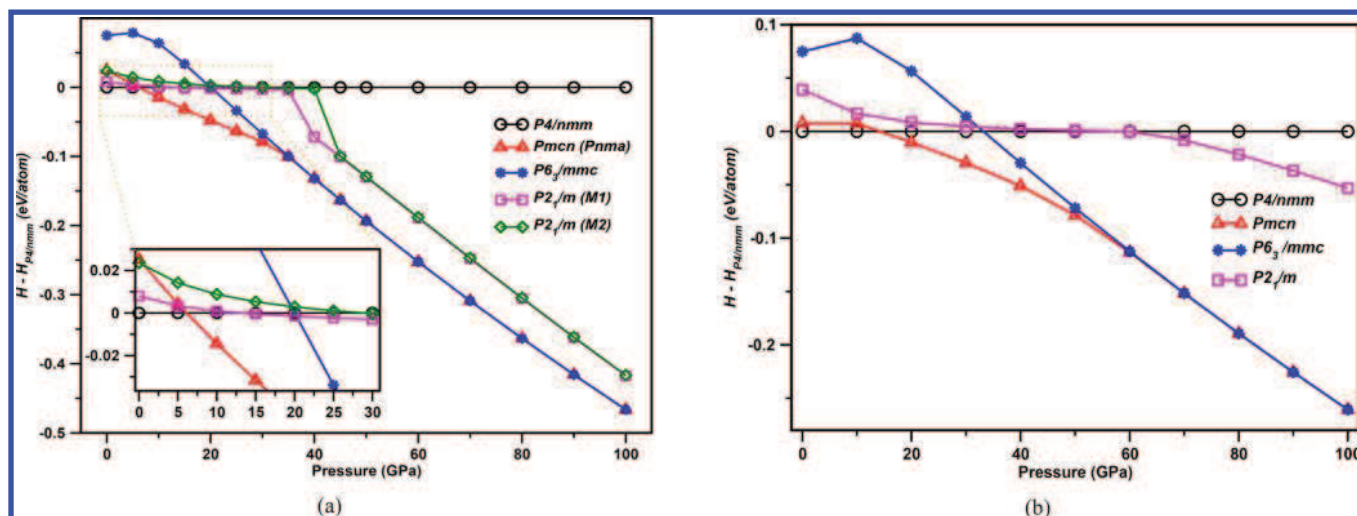 0
-0.1
-0.2
-0.3
-0.4
-0.5
H - H_P4/nmm (eV/atom)
P4/nmm
Pmcn (Pnma)
P6_3/mmc
P2_1/m (M1)
P2_1/m (M2)
0.02
0
-0.02
0 5 10 15 20 25 30
0 20 40 60 80 100
Pressure (GPa)
(a)
0.1
0
-0.1
-0.2
H - H_P4/nmm (eV/atom)
P4/nmm
Pmcn
P6_3/mmc
P2_1/m
0 20 40 60 80 100
Pressure (GPa)
(b)